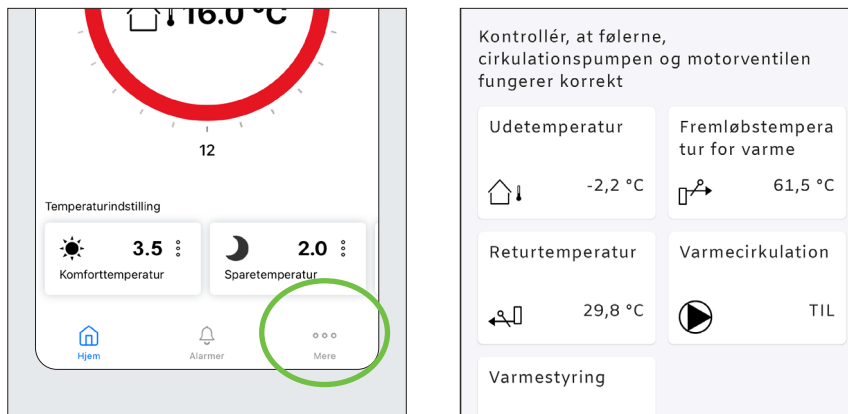 16.0 °C
12
Temperaturindstilling
3.5
Komforttemperatur
2.0
Sparetemperatur
Hjem
Alarmer
Mere
Kontrollér, at følerne,
cirkulationspumpen og motorventilen
fungerer korrekt
Udetemperatur
-2,2 °C
Fremløbstempera
tur for varme
61,5 °C
Returtemperatur
29,8 °C
Varmecirkulation
TIL
Varmestyring